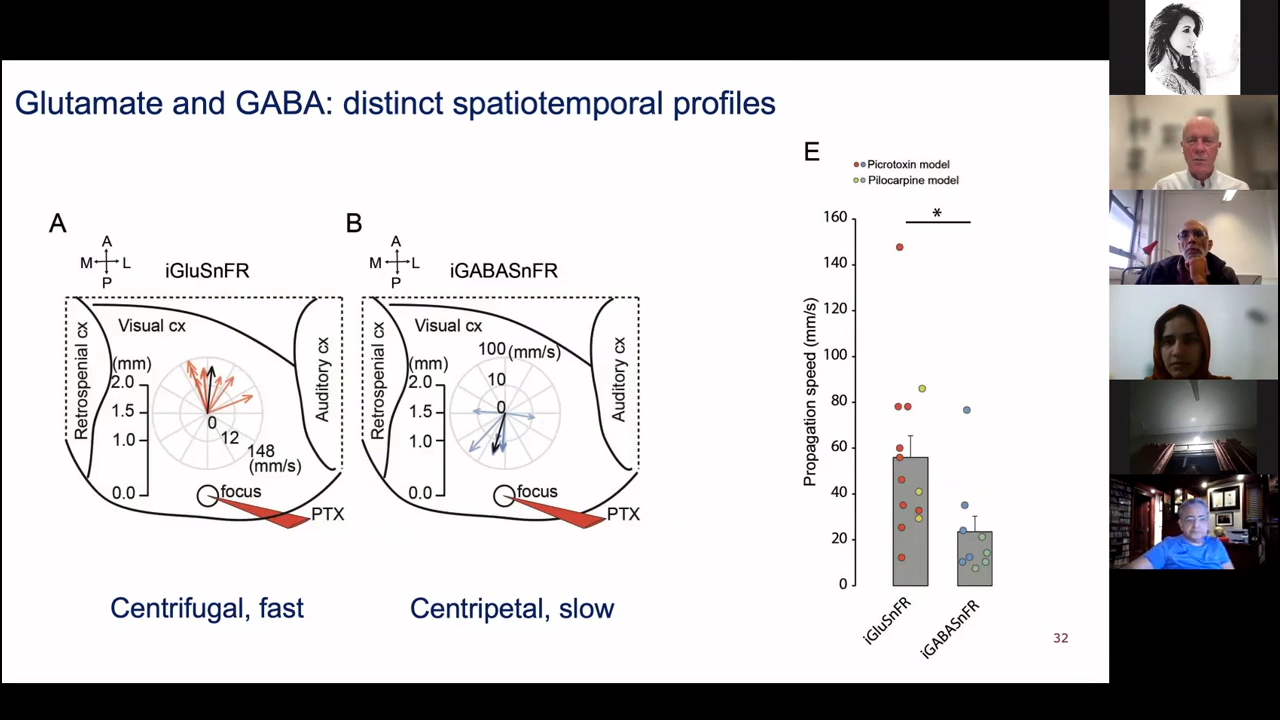 Glutamate and GABA: distinct spatiotemporal profiles
A
A
M L
P
iGluSnFR
Retrospenial cx
Visual cx
Auditory cx
(mm)
2.0
1.5
1.0
0.0
0
12
148
(mm/s)
focus
PTX
Centrifugal, fast
B
A
M L
P
iGABASnFR
Retrospenial cx
Visual cx
Auditory cx
(mm)
2.0
1.5
1.0
0.0
100 (mm/s)
10
0
focus
PTX
Centripetal, slow
E
Picrotoxin model
Pilocarpine model
*
Propagation speed (mm/s)
160
140
120
100
80
60
40
20
0
iGluSnFR
iGABASnFR
32